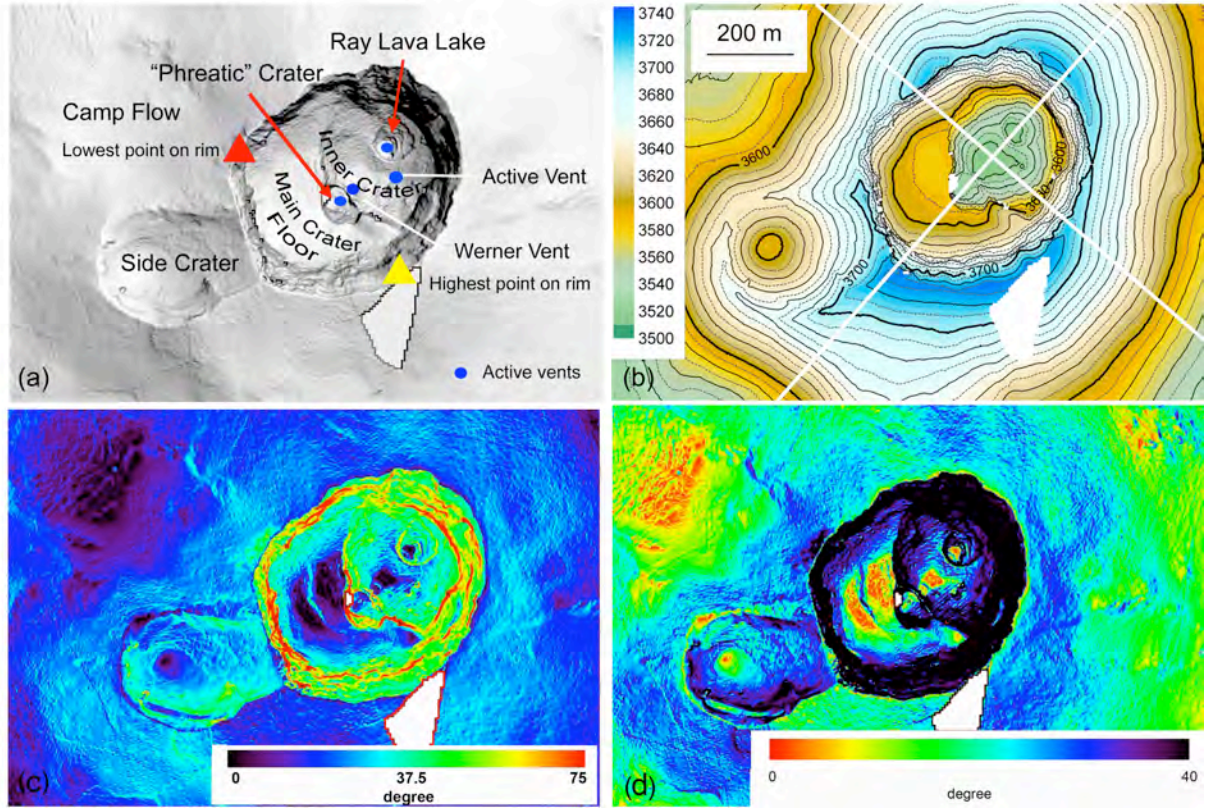 Ray Lava Lake
“Phreatic” Crater
Camp Flow
Lowest point on rim
Inner Crater
Active Vent
Main Crater
Floor
Werner Vent
Side Crater
Highest point on rim
(a)
Active vents
3740
3720
3700
3680
3660
3640
3620
3600
3580
3560
3540
3520
3500
200 m
3600
3600
3700
(b)
(c)
0
37.5
75
degree
(d)
0
40
degree